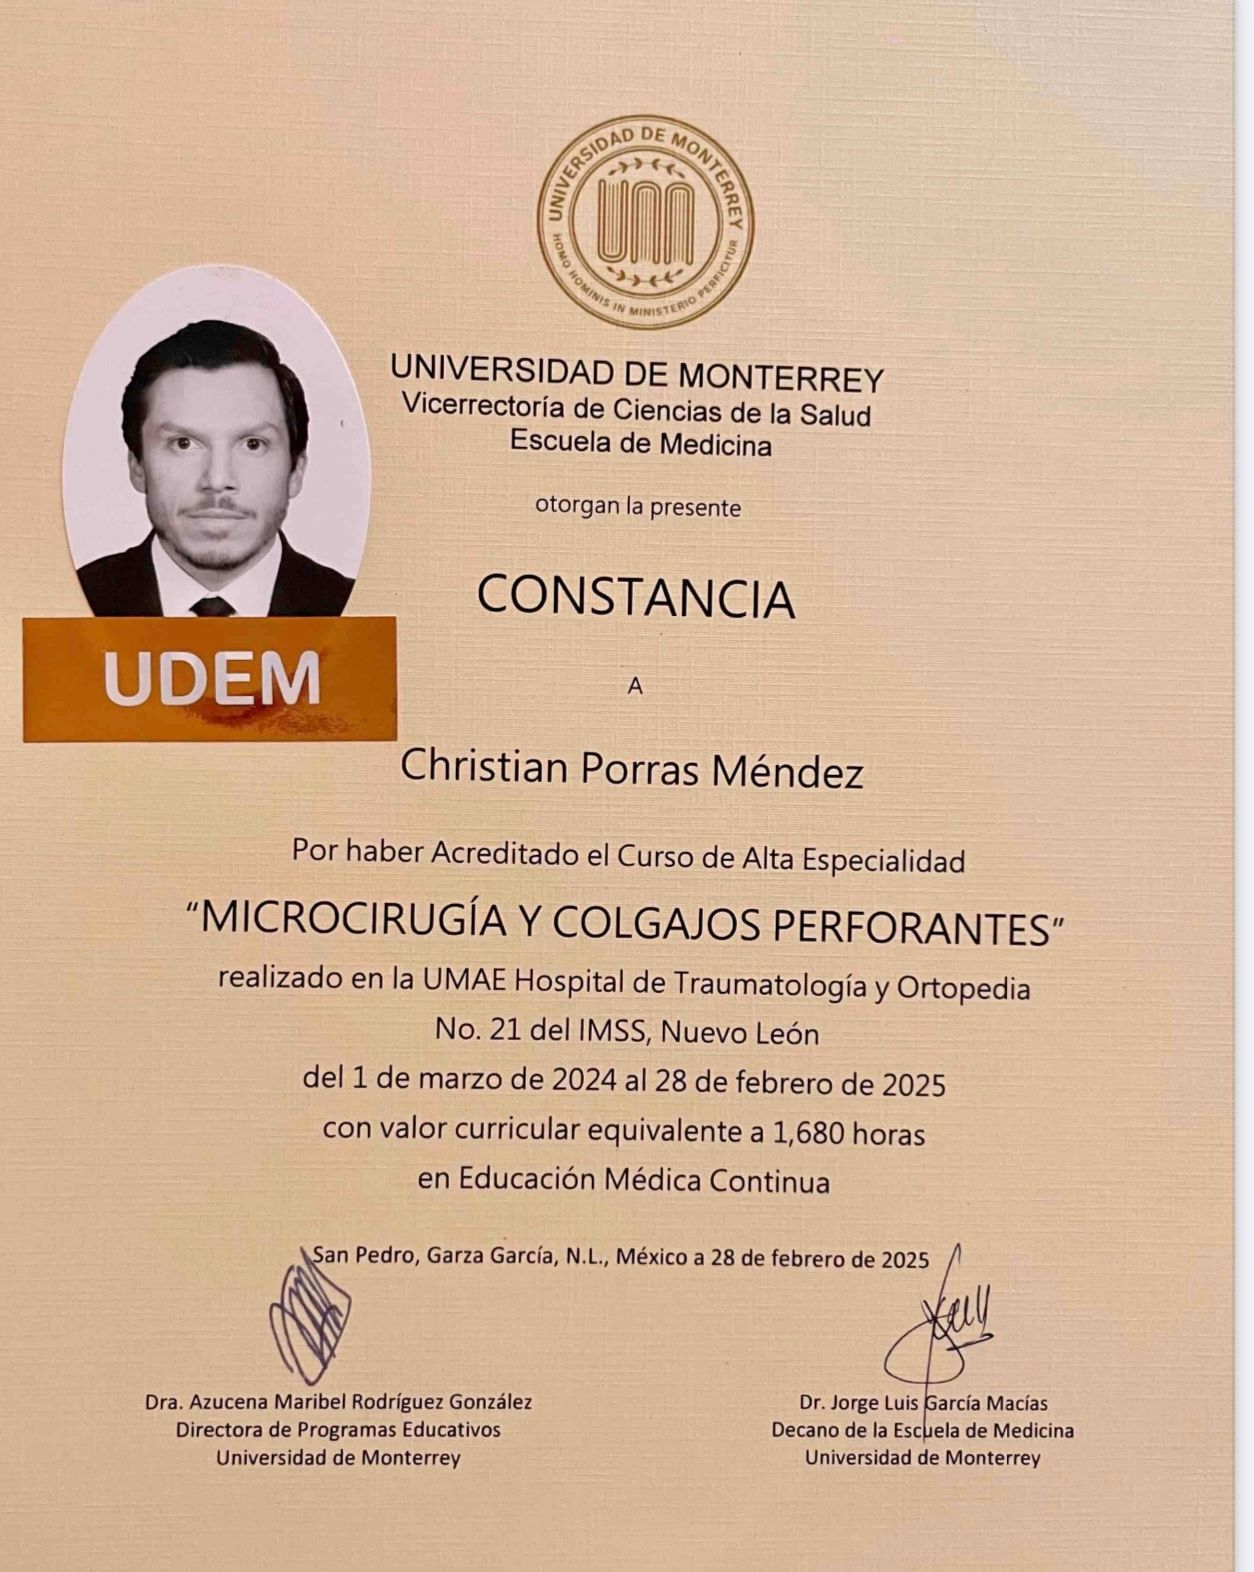 UNIVERSIDAD DE MONTERREY
HOMO HOMINIS IN MINISTERIO PERFICITUR
UNIVERSIDAD DE MONTERREY
Vicerrectoría de Ciencias de la Salud
Escuela de Medicina
otorgan la presente
CONSTANCIA
UDEM
A
Christian Porras Méndez
Por haber Acreditado el Curso de Alta Especialidad
“MICROCIRUGÍA Y COLGAJOS PERFORANTES”
realizado en la UMAE Hospital de Traumatología y Ortopedia
No. 21 del IMSS, Nuevo León
del 1 de marzo de 2024 al 28 de febrero de 2025
con valor curricular equivalente a 1,680 horas
en Educación Médica Continua
San Pedro, Garza García, N.L., México a 28 de febrero de 2025
Dra. Azucena Maribel Rodríguez González
Directora de Programas Educativos
Universidad de Monterrey
Dr. Jorge Luis García Macías
Decano de la Escuela de Medicina
Universidad de Monterrey